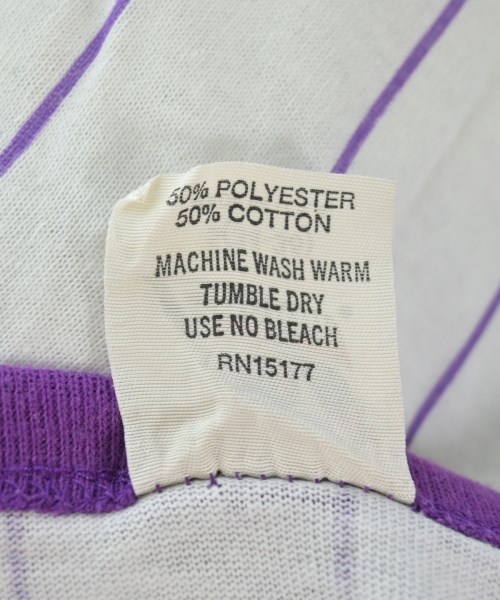 50% POLYESTER
50% COTTON
MACHINE WASH WARM
TUMBLE DRY
USE NO BLEACH
RN15177